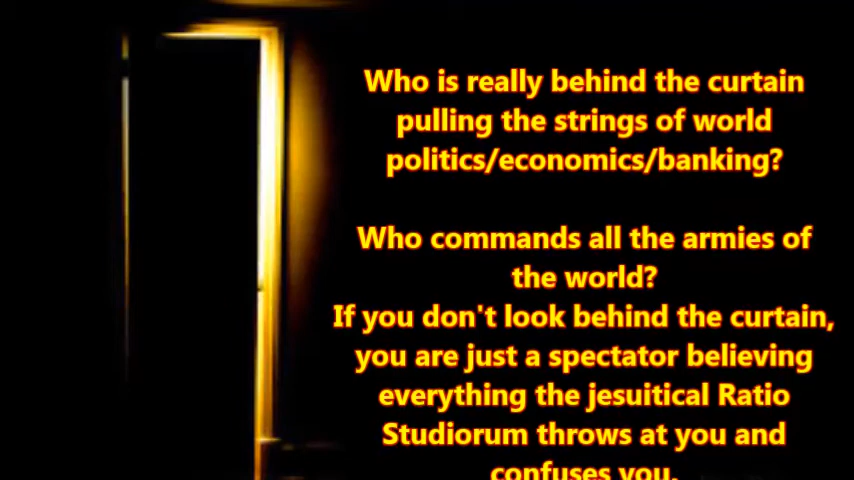 Who is really behind the curtain
pulling the strings of world
politics/economics/banking?
Who commands all the armies of
the world?
If you don't look behind the curtain,
you are just a spectator believing
everything the jesuitical Ratio
Studiorum throws at you and
confuses you.